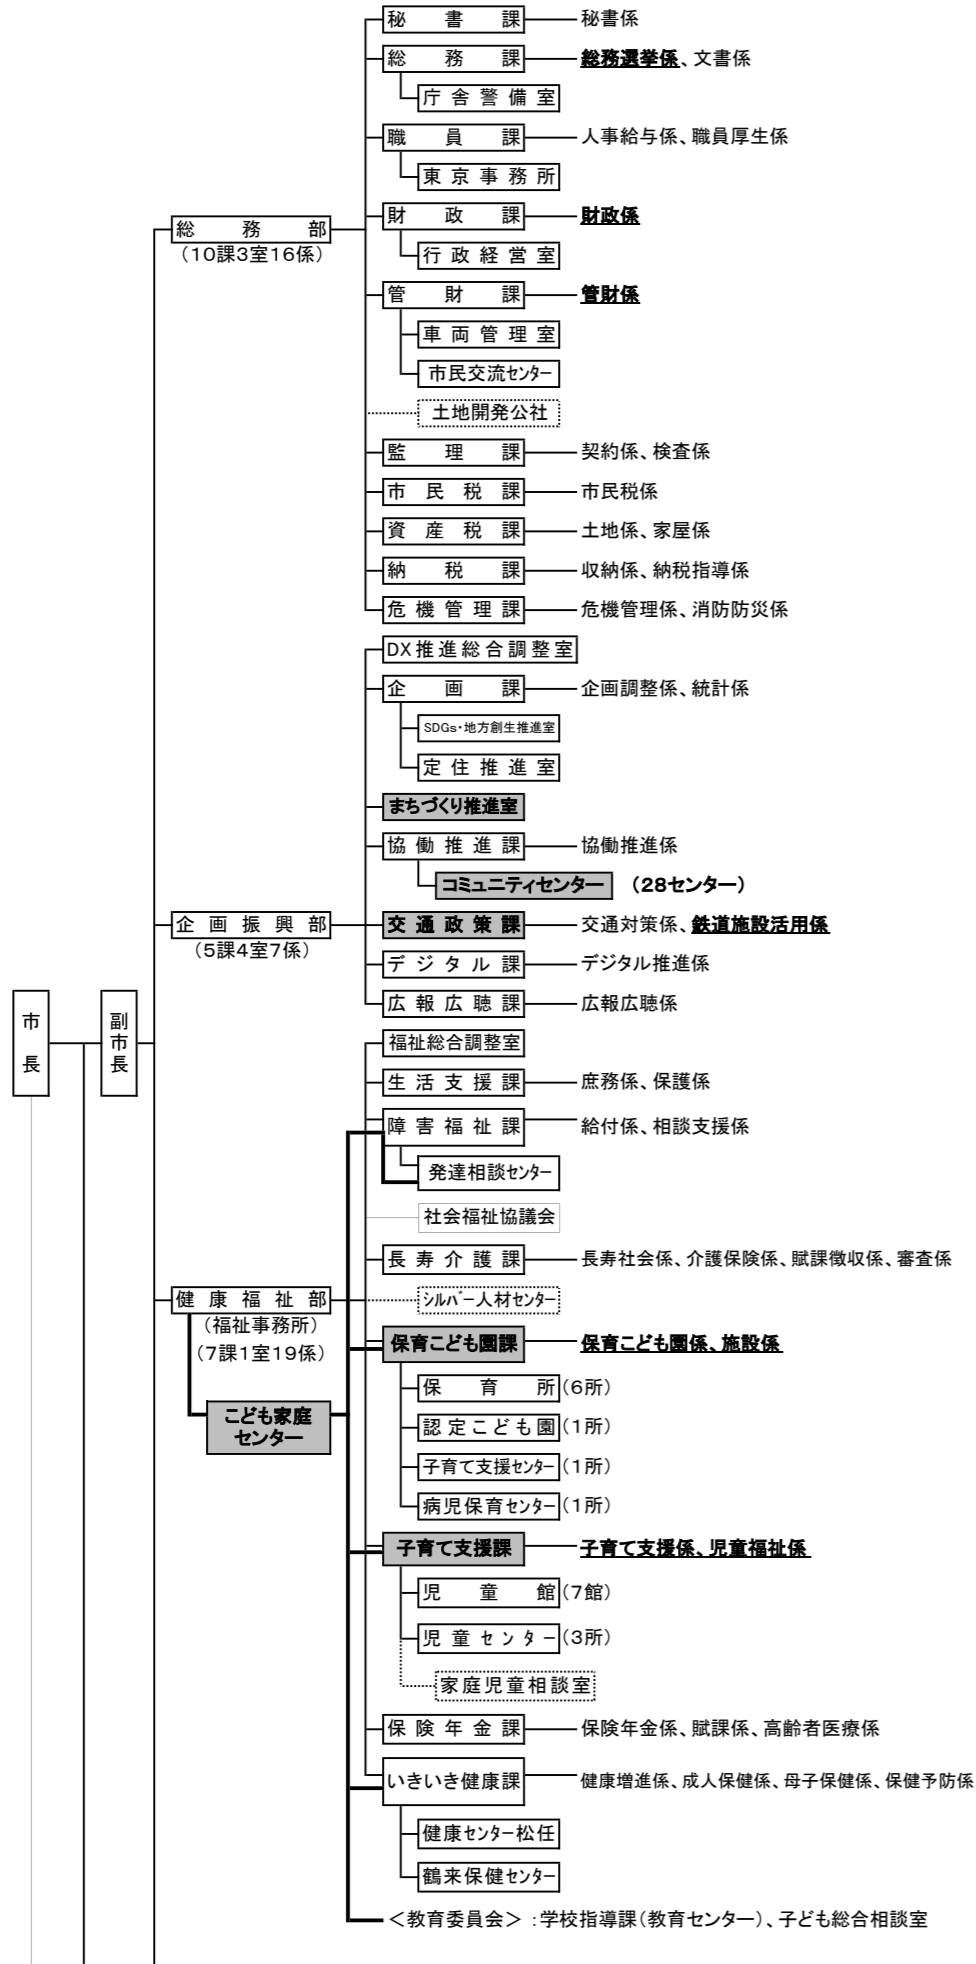 秘書課 秘書係
総務課 総務選挙係、文書係
庁舎警備室
職員課 人事給与係、職員厚生係
東京事務所
財政課 財政係
総務部
(10課3室16係)
行政経営室
管財課 管財係
車両管理室
市民交流センター
土地開発公社
監理課 契約係、検査係
市民税課 市民税係
資産税課 土地係、家屋係
納税課 収納係、納税指導係
危機管理課 危機管理係、消防防災係
DX推進総合調整室
企画課 企画調整係、統計係
SDGs・地方創生推進室
定住推進室
まちづくり推進室
協働推進課 協働推進係
コミュニティセンター (28センター)
企画振興部 交通政策課 交通対策係、鉄道施設活用係
(5課4室7係)
デジタル課 デジタル推進係
広報広聴課 広報広聴係
市長
副市長
福祉総合調整室
生活支援課 庶務係、保護係
障害福祉課 給付係、相談支援係
発達相談センター
社会福祉協議会
長寿介護課 長寿社会係、介護保険係、賦課徴収係、審査係
健康福祉部 シルバー人材センター
(福祉事務所)
(7課1室19係)
保育こども園課 保育こども園係、施設係
保育所(6所)
こども家庭
センター
認定こども園(1所)
子育て支援センター(1所)
病児保育センター(1所)
子育て支援課 子育て支援係、児童福祉係
児童館(7館)
児童センター(3所)
家庭児童相談室
保険年金課 保険年金係、賦課係、高齢者医療係
いきいき健康課 健康増進係、成人保健係、母子保健係、保健予防係
健康センター松任
鶴来保健センター
<教育委員会>:学校指導課(教育センター)、子ども総合相談室